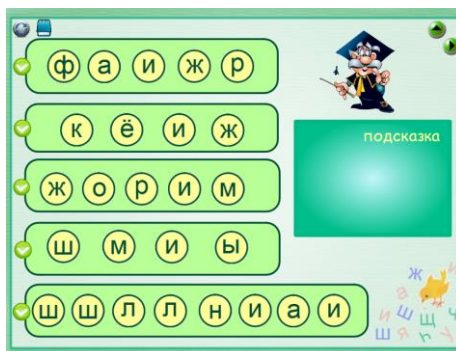 ф а и ж р
к ё и ж
подсказка
ж о р и м
ш м и ы
ш ш л л н и а и